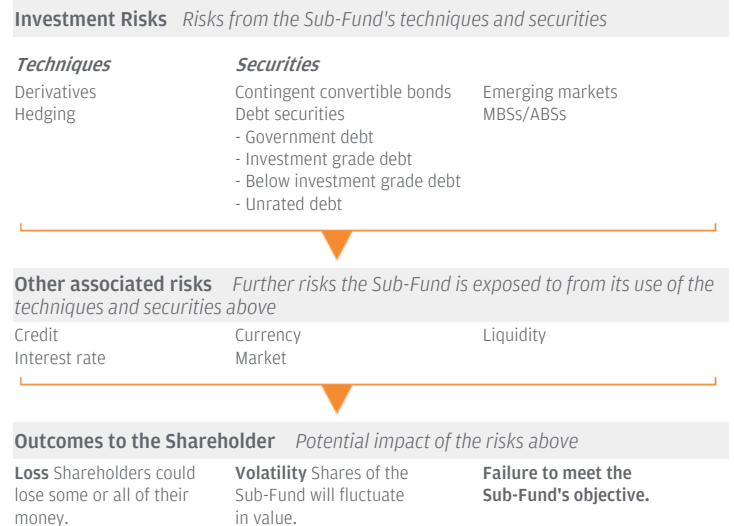 Investment Risks Risks from the Sub-Fund's techniques and securities
Techniques
Derivatives
Hedging
Securities
Contingent convertible bonds
Debt securities
- Government debt
- Investment grade debt
- Below investment grade debt
- Unrated debt
Emerging markets
MBSs/ABSs
Other associated risks Further risks the Sub-Fund is exposed to from its use of the
techniques and securities above
Credit
Interest rate
Currency
Market
Liquidity
Outcomes to the Shareholder Potential impact of the risks above
Loss Shareholders could
lose some or all of their
money.
Volatility Shares of the
Sub-Fund will fluctuate
in value.
Failure to meet the
Sub-Fund's objective.